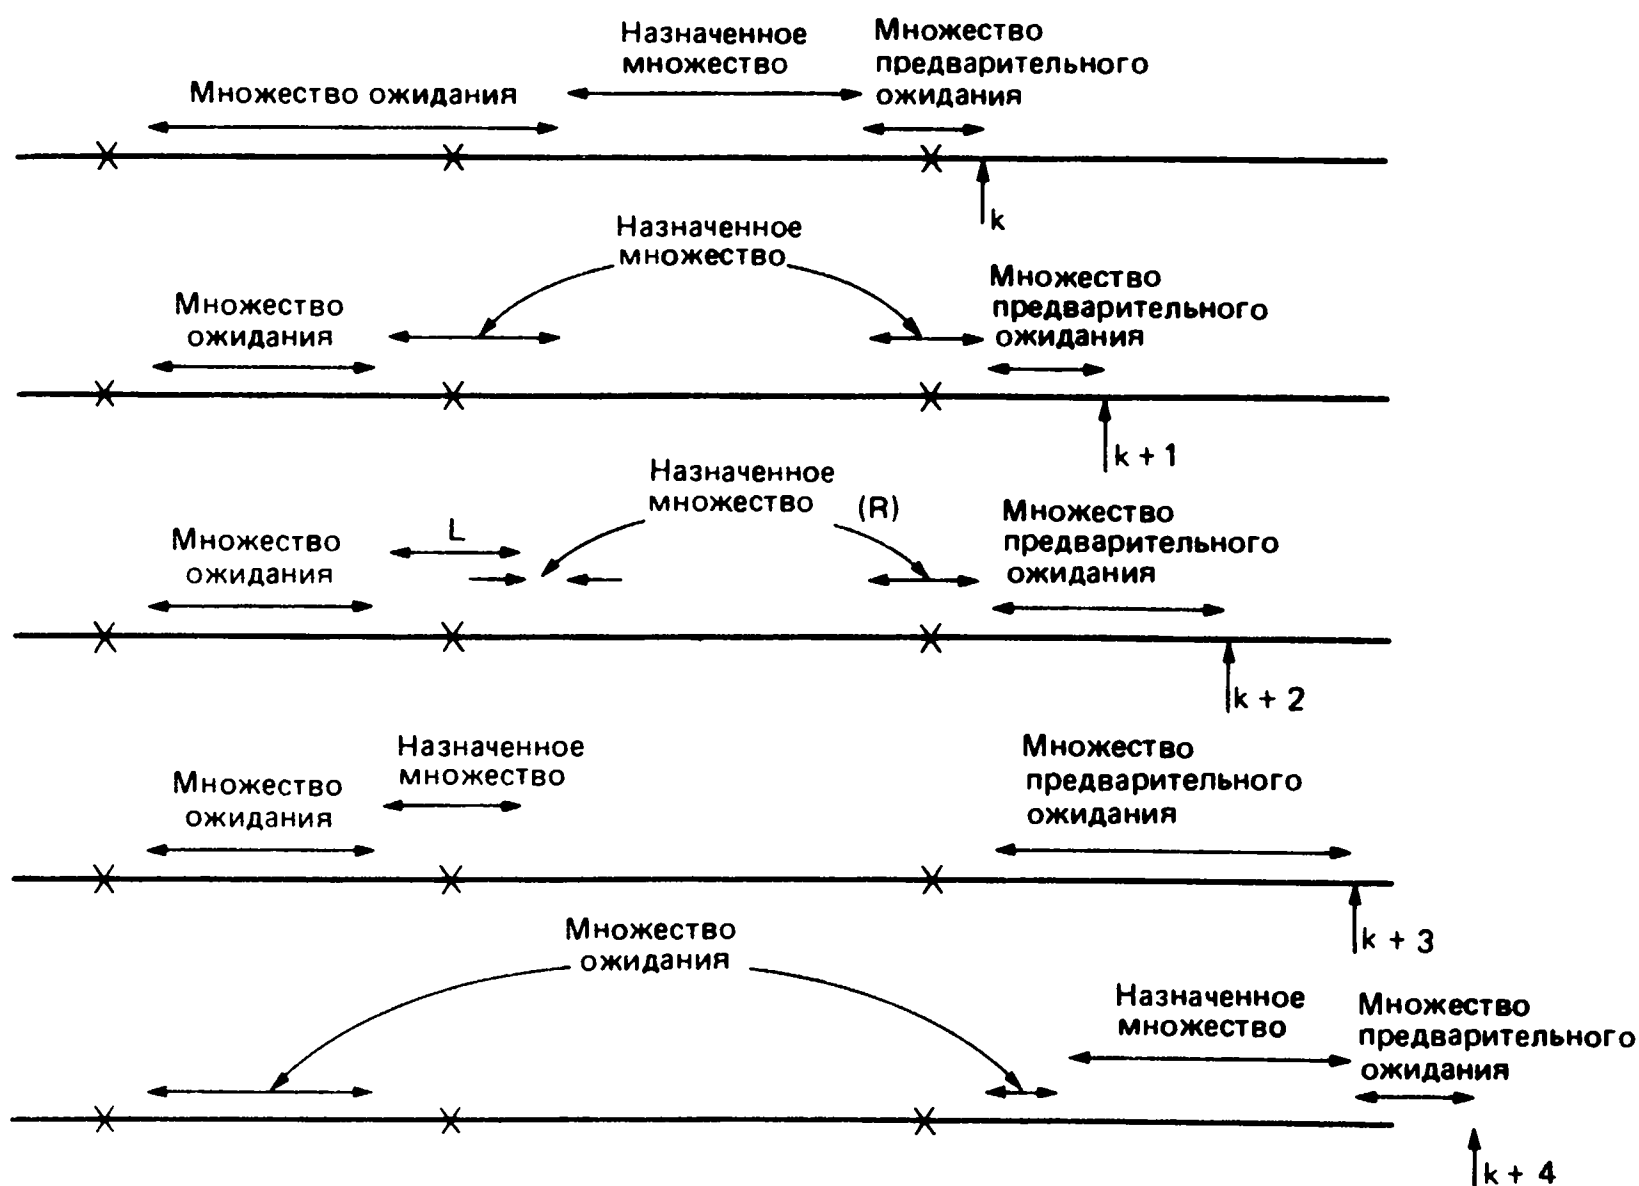 Назначенное
множество
Множество
предварительного
ожидания
Множество ожидания
k
Назначенное
множество
Множество
предварительного
ожидания
Множество
ожидания
k + 1
Назначенное
множество
(R)
Множество
предварительного
ожидания
L
Множество
ожидания
k + 2
Назначенное
множество
Множество
предварительного
ожидания
Множество
ожидания
k + 3
Множество
ожидания
Назначенное
множество
Множество
предварительного
ожидания
k + 4